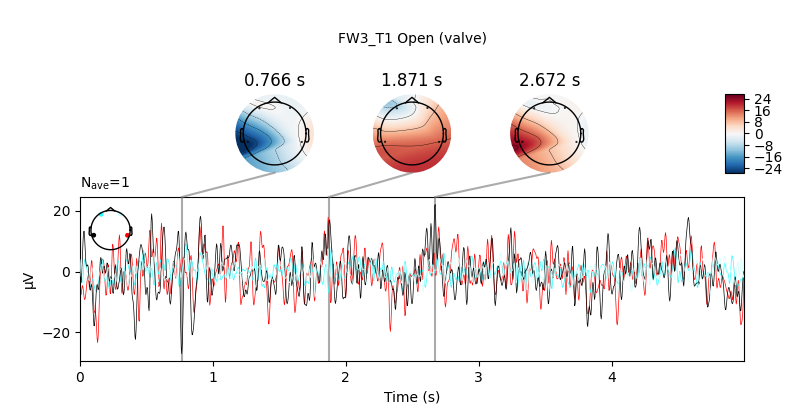 FW3_T1 Open (valve)
0.766 s
1.871 s
2.672 s
24
16
8
0
−8
−16
−24
Nave=1
20
0
−20
µV
0
1
2
3
4
Time (s)